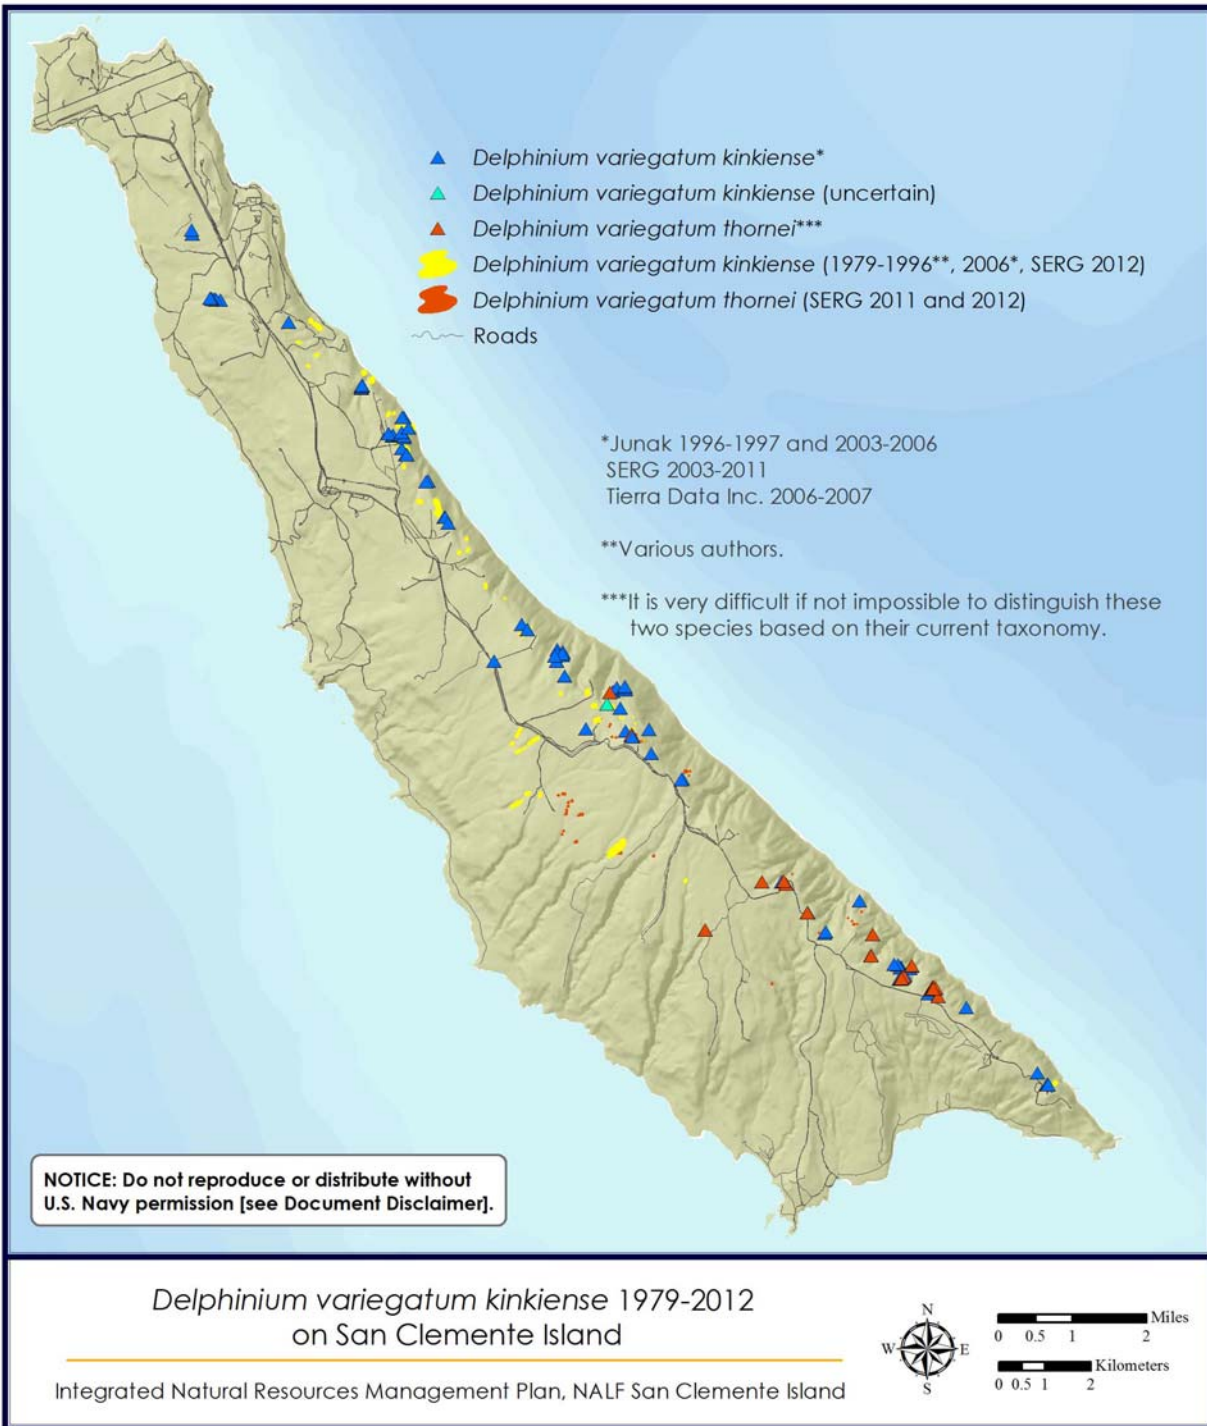 Delphinium variegatum kinkiense*
Delphinium variegatum kinkiense (uncertain)
Delphinium variegatum thornei***
Delphinium variegatum kinkiense (1979-1996**, 2006*, SERG 2012)
Delphinium variegatum thornei (SERG 2011 and 2012)
Roads
*Junak 1996-1997 and 2003-2006
SERG 2003-2011
Tierra Data Inc. 2006-2007
**Various authors.
***It is very difficult if not impossible to distinguish these
two species based on their current taxonomy.
NOTICE: Do not reproduce or distribute without
U.S. Navy permission [see Document Disclaimer].
Delphinium variegatum kinkiense 1979-2012
on San Clemente Island
Integrated Natural Resources Management Plan, NALF San Clemente Island
N
W E
S
Miles
0 0.5 1 2
Kilometers
0 0.5 1 2